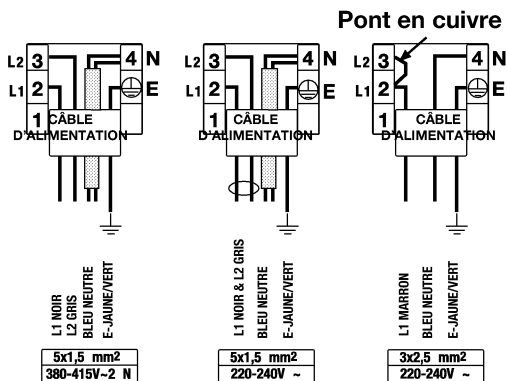 Pont en cuivre
L2 3 4 N
L1 2 E
1 CÂBLE
D'ALIMENTATION
L1 NOIR
L2 GRIS
BLEU NEUTRE
E-JAUNE/VERT
5x1,5 mm2
380-415V~2 N
L2 3 4 N
L1 2 E
1 CÂBLE
D'ALIMENTATION
L1 NOIR & L2 GRIS
BLEU NEUTRE
E-JAUNE/VERT
5x1,5 mm2
220-240V ~
L2 3 4 N
L1 2 E
1 CÂBLE
D'ALIMENTATION
L1 MARRON
BLEU NEUTRE
E-JAUNE/VERT
3x2,5 mm2
220-240V ~